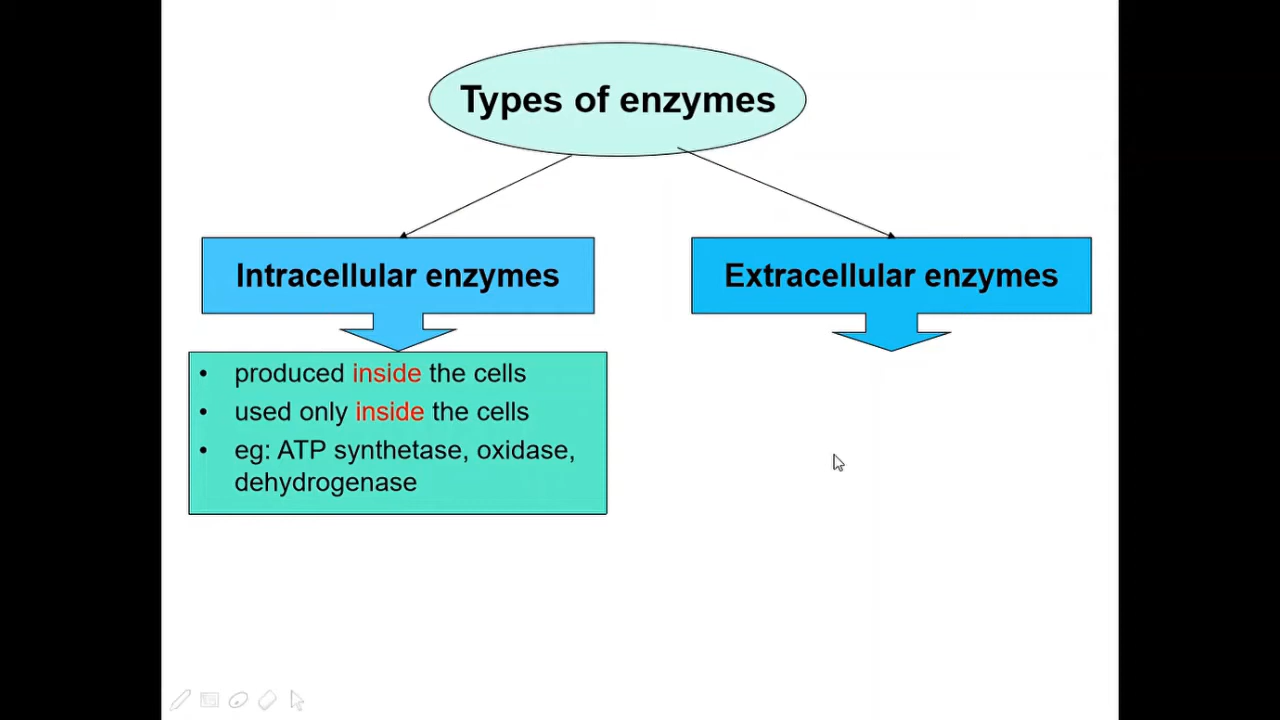 Types of enzymes
Intracellular enzymes
Extracellular enzymes
• produced inside the cells
• used only inside the cells
• eg: ATP synthetase, oxidase,
dehydrogenase